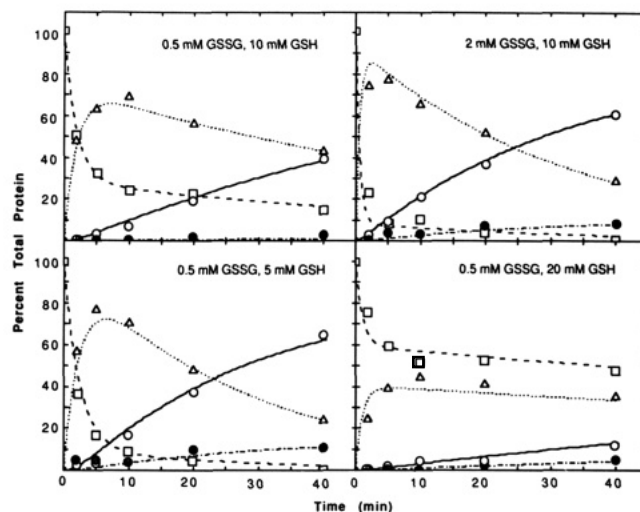 Percent Total Protein
100
80
60
40
20
0.5 mM GSSG, 10 mM GSH
2 mM GSSG, 10 mM GSH
100
80
60
40
20
0.5 mM GSSG, 5 mM GSH
0.5 mM GSSG, 20 mM GSH
0 10 20 30 40
0 10 20 30 40
Time (min)